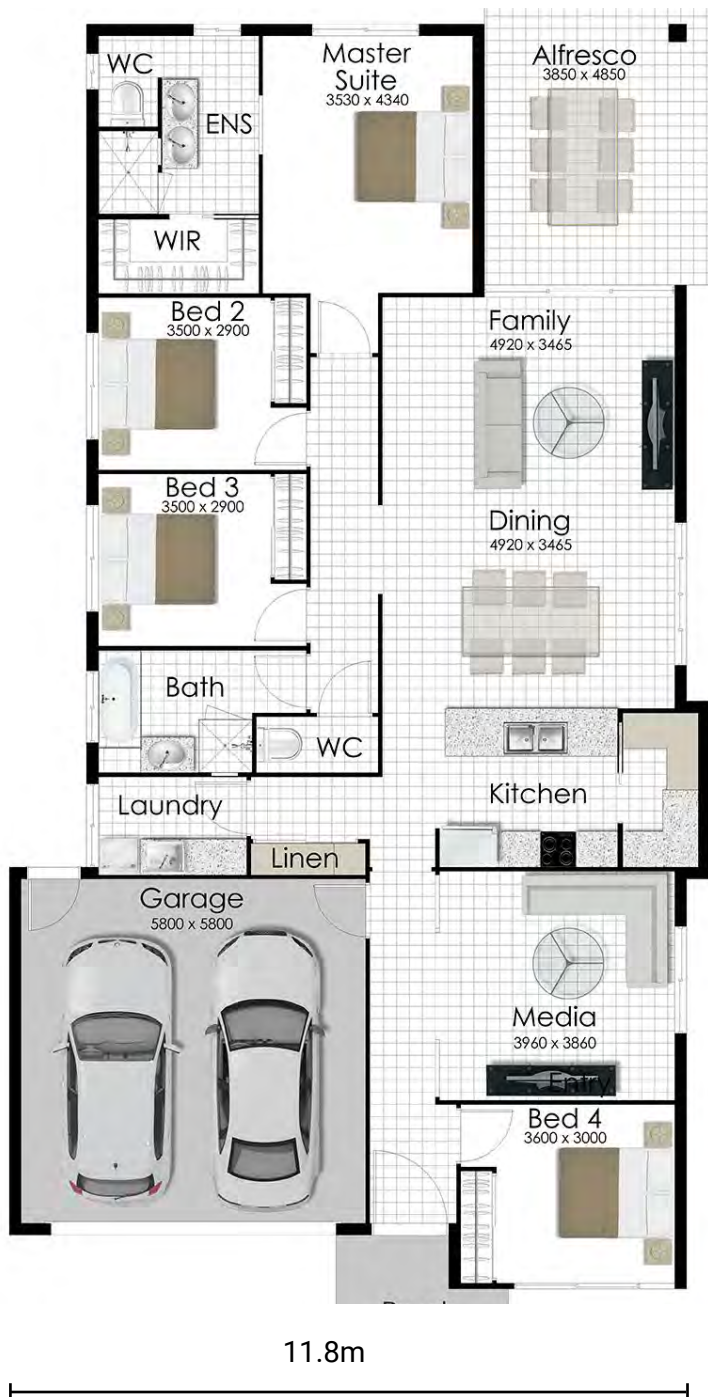 WC
ENS
WIR
Master
Suite
3530 x 4340
Alfresco
3850 x 4850
Bed 2
3500 x 2900
Family
4920 x 3465
Bed 3
3500 x 2900
Dining
4920 x 3465
Bath
WC
Kitchen
Laundry
Linen
Garage
5800 x 5800
Media
3960 x 3860
Entry
Bed 4
3600 x 3000
11.8m